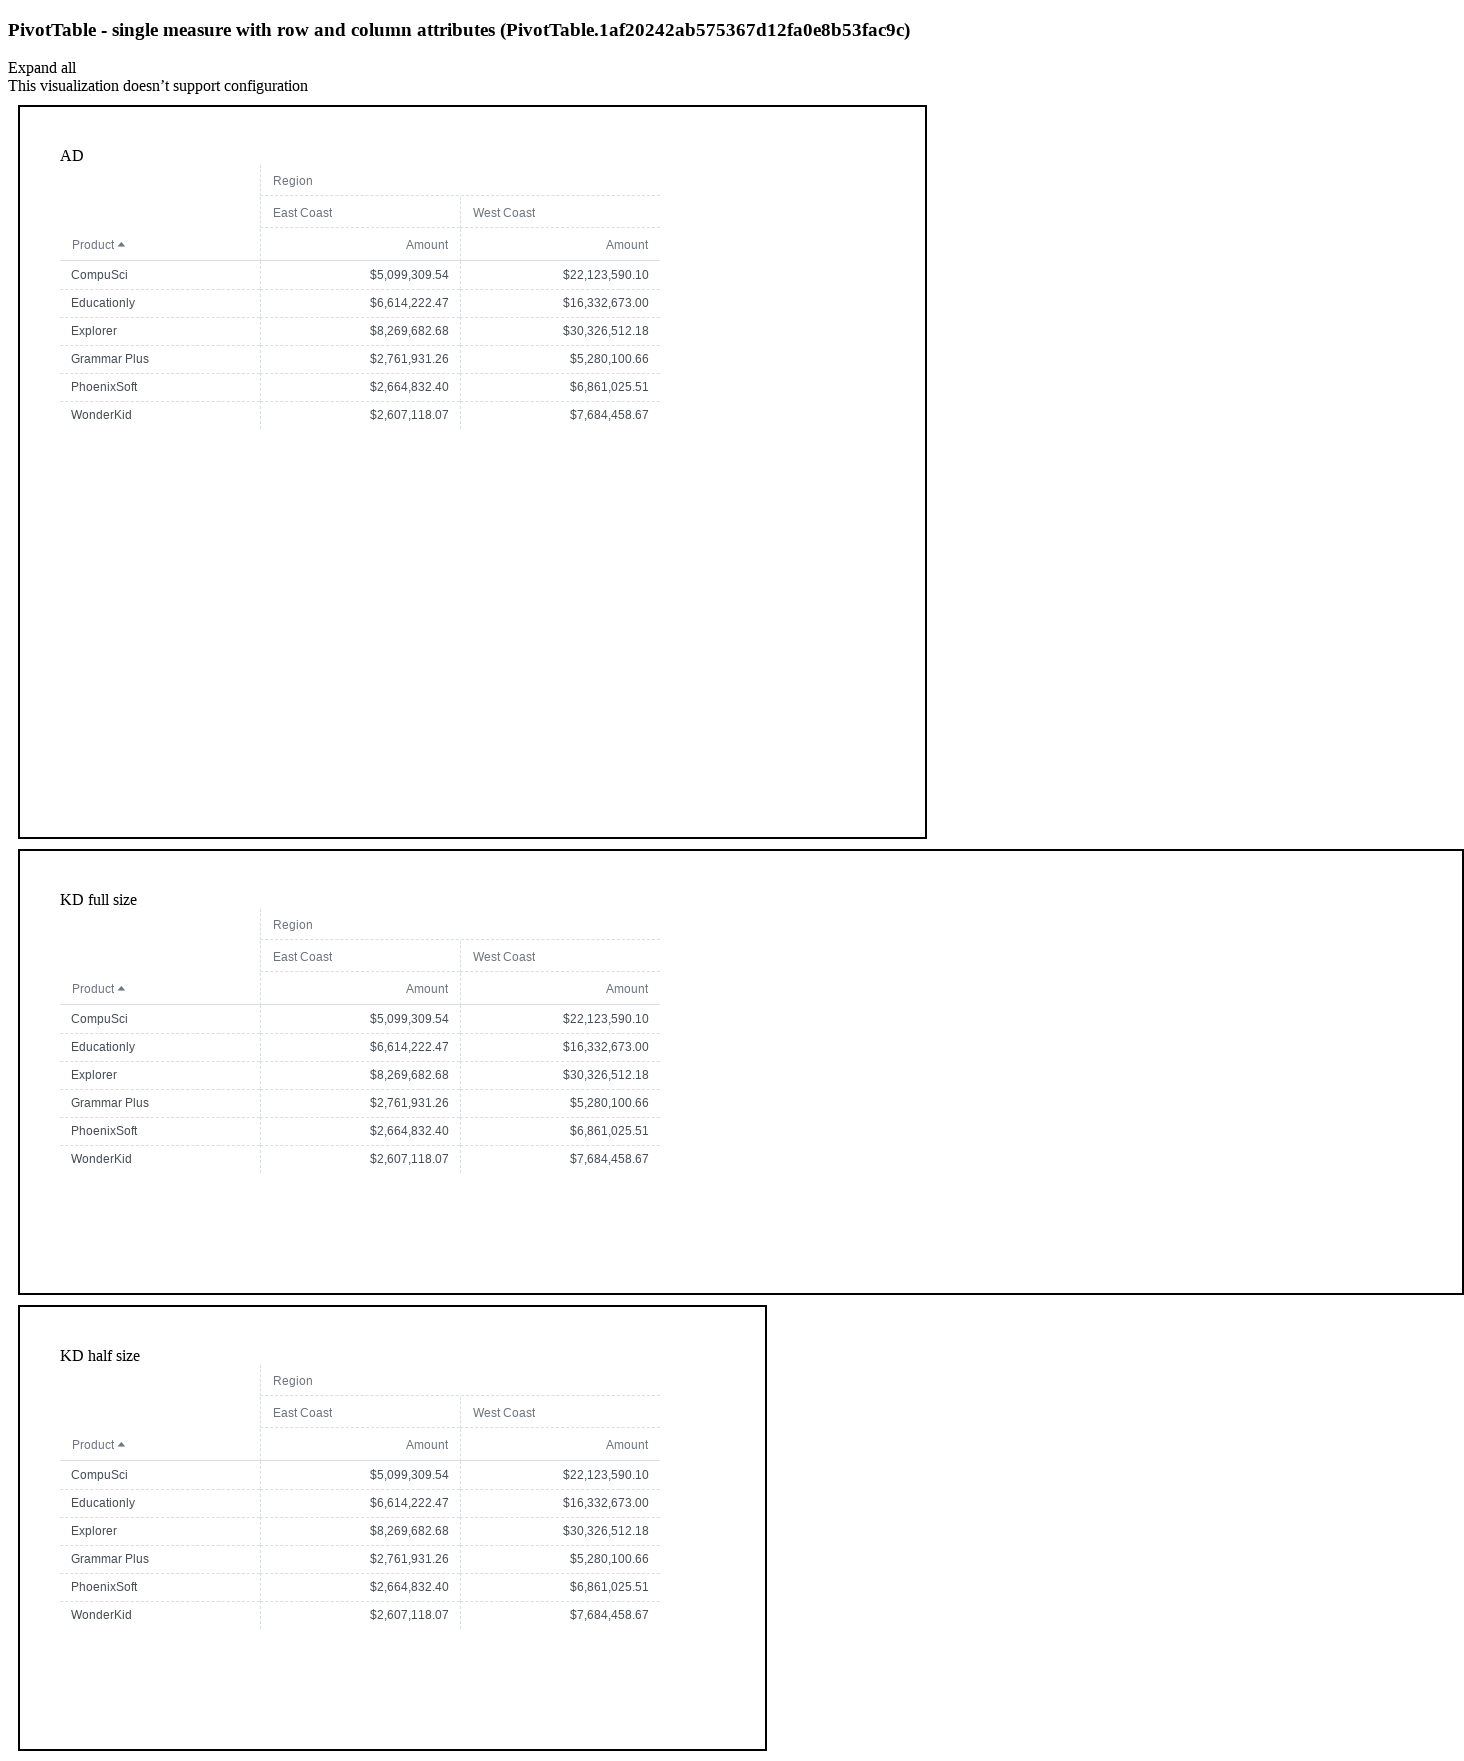 PivotTable - single measure with row and column attributes (PivotTable.1af20242ab575367d12fa0e8b53fac9c)
Expand all
This visualization doesn’t support configuration
AD
Region
East Coast West Coast
Product Amount Amount
CompuSci $5,099,309.54 $22,123,590.10
Educationly $6,614,222.47 $16,332,673.00
Explorer $8,269,682.68 $30,326,512.18
Grammar Plus $2,761,931.26 $5,280,100.66
PhoenixSoft $2,664,832.40 $6,861,025.51
WonderKid $2,607,118.07 $7,684,458.67
KD full size
Region
East Coast West Coast
Product Amount Amount
CompuSci $5,099,309.54 $22,123,590.10
Educationly $6,614,222.47 $16,332,673.00
Explorer $8,269,682.68 $30,326,512.18
Grammar Plus $2,761,931.26 $5,280,100.66
PhoenixSoft $2,664,832.40 $6,861,025.51
WonderKid $2,607,118.07 $7,684,458.67
KD half size
Region
East Coast West Coast
Product Amount Amount
CompuSci $5,099,309.54 $22,123,590.10
Educationly $6,614,222.47 $16,332,673.00
Explorer $8,269,682.68 $30,326,512.18
Grammar Plus $2,761,931.26 $5,280,100.66
PhoenixSoft $2,664,832.40 $6,861,025.51
WonderKid $2,607,118.07 $7,684,458.67